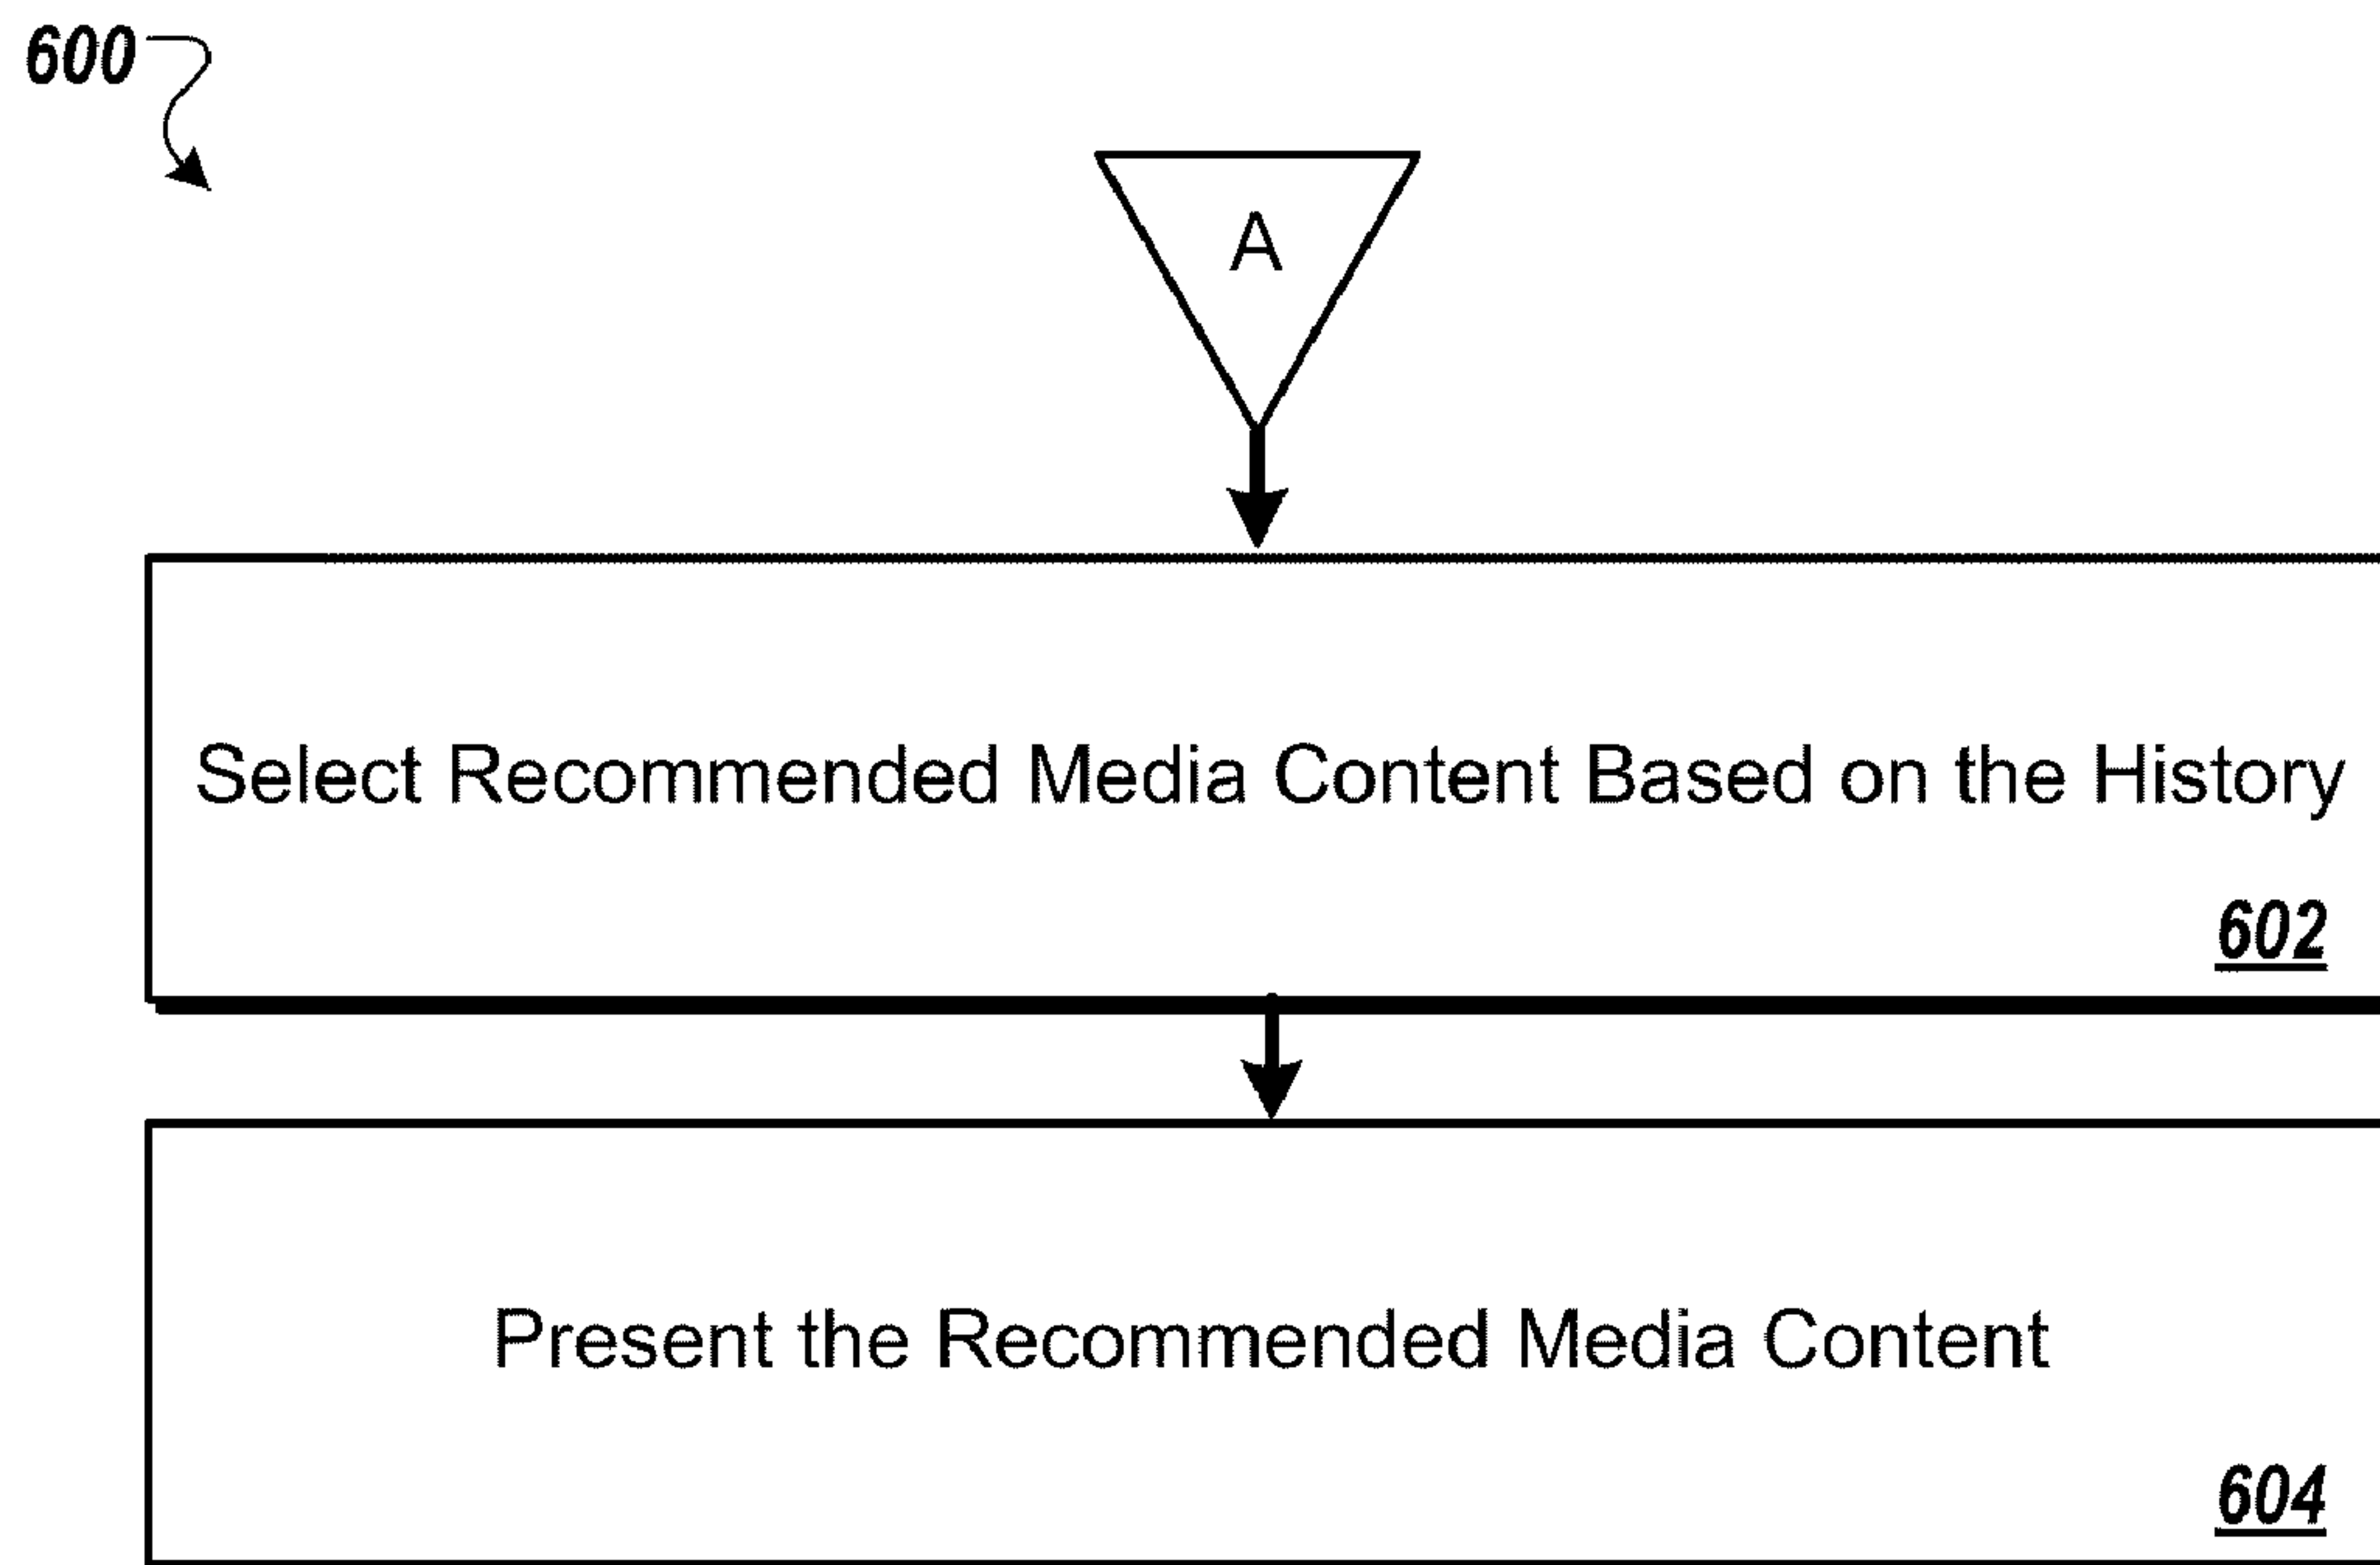 600
A
Select Recommended Media Content Based on the History
602
Present the Recommended Media Content
604